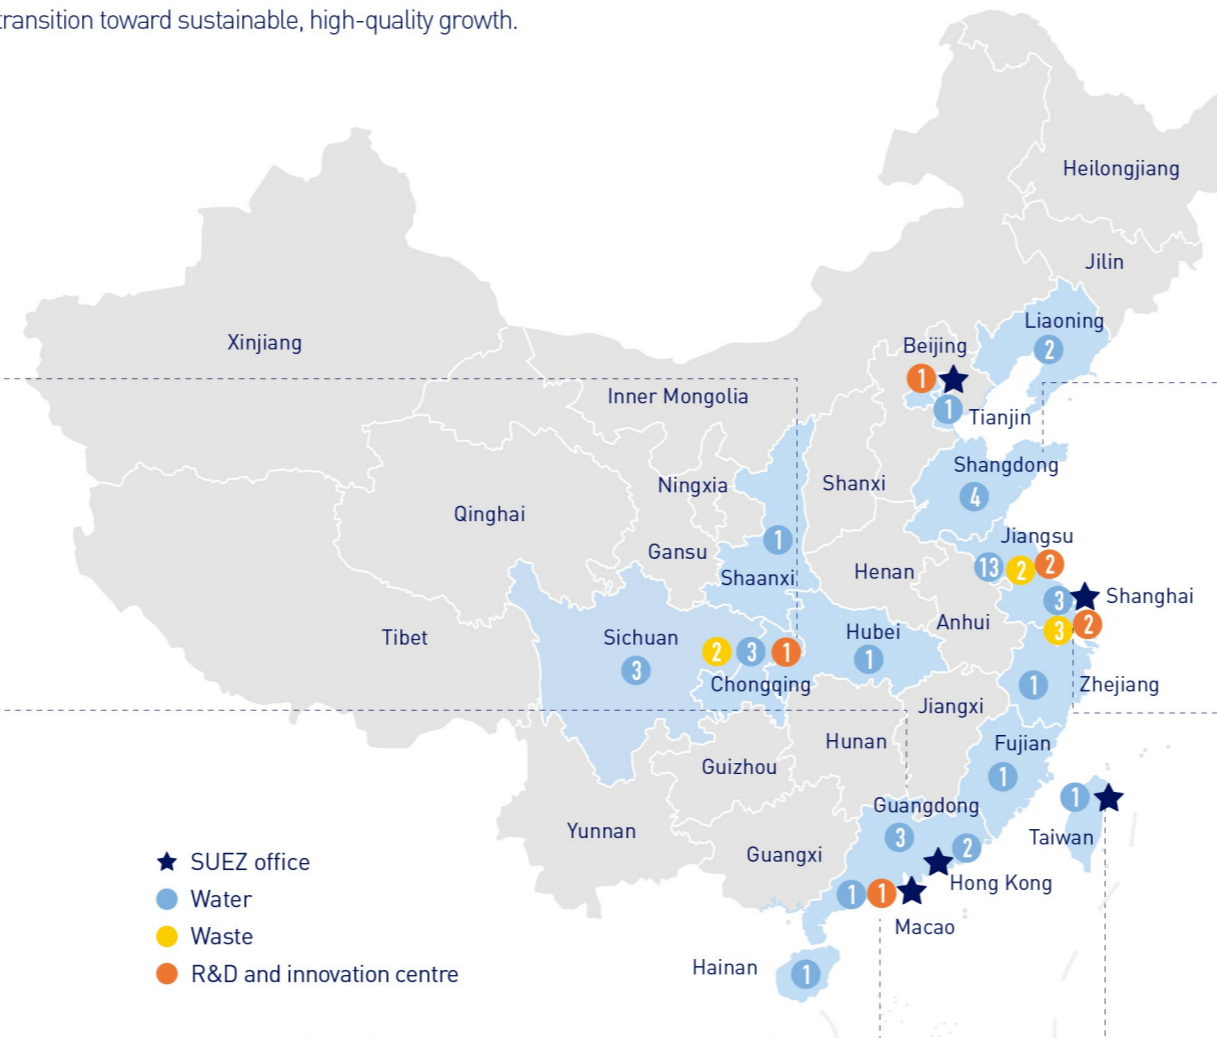 transition toward sustainable, high-quality growth.
Heilongjiang
Jilin
Liaoning
2
Xinjiang
Beijing
1
Inner Mongolia
1
Tianjin
Shangdong
4
Ningxia
Shanxi
Qinghai
1
Jiangsu
13
2
2
Gansu
Shaanxi
Henan
3
Shanghai
Anhui
3
2
Tibet
Sichuan
3
2
3
1
Chongqing
Hubei
1
1
Zhejiang
Jiangxi
Hunan
Fujian
1
Guizhou
Guangdong
3
2
1
Taiwan
Yunnan
Guangxi
Hong Kong
1
1
Macao
Hainan
1
SUEZ office
Water
Waste
R&D and innovation centre